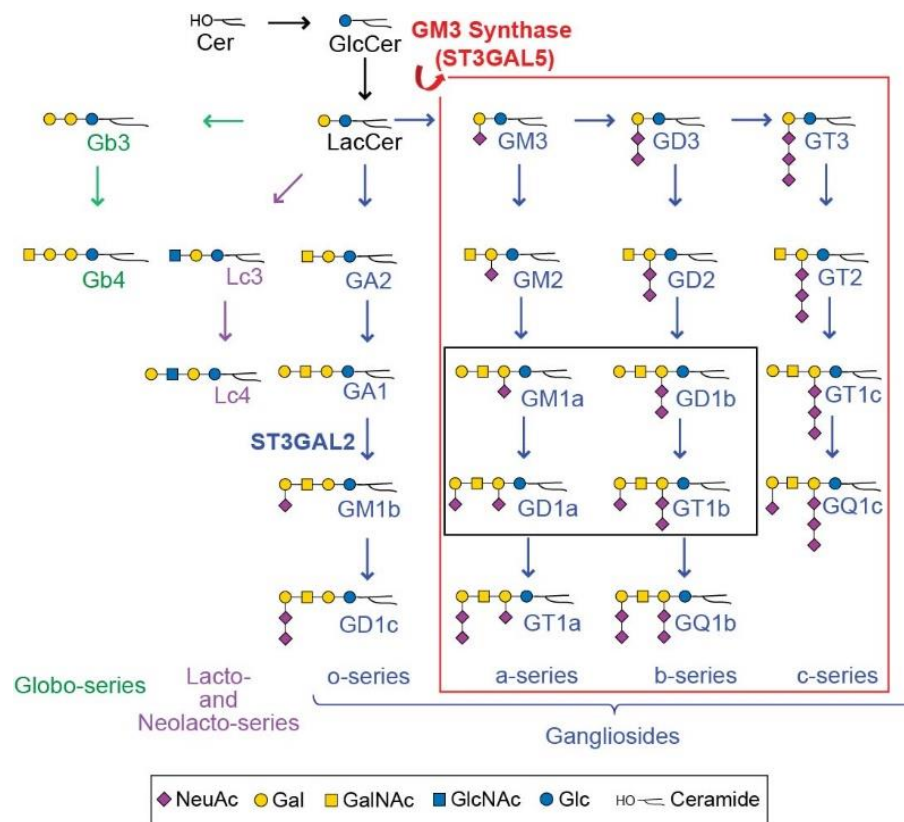 HO
Cer
GlcCer
GM3 Synthase
(ST3GAL5)
Gb3
LacCer
GM3
GD3
GT3
Gb4
Lc3
GA2
GM2
GD2
GT2
Lc4
GA1
GM1a
GD1b
GT1c
ST3GAL2
GM1b
GD1a
GT1b
GQ1c
GD1c
GT1a
GQ1b
Globo-series
Lacto-
and
Neolacto-series
o-series
a-series
b-series
c-series
Gangliosides
NeuAc Gal GalNAc GlcNAc Glc HO Ceramide